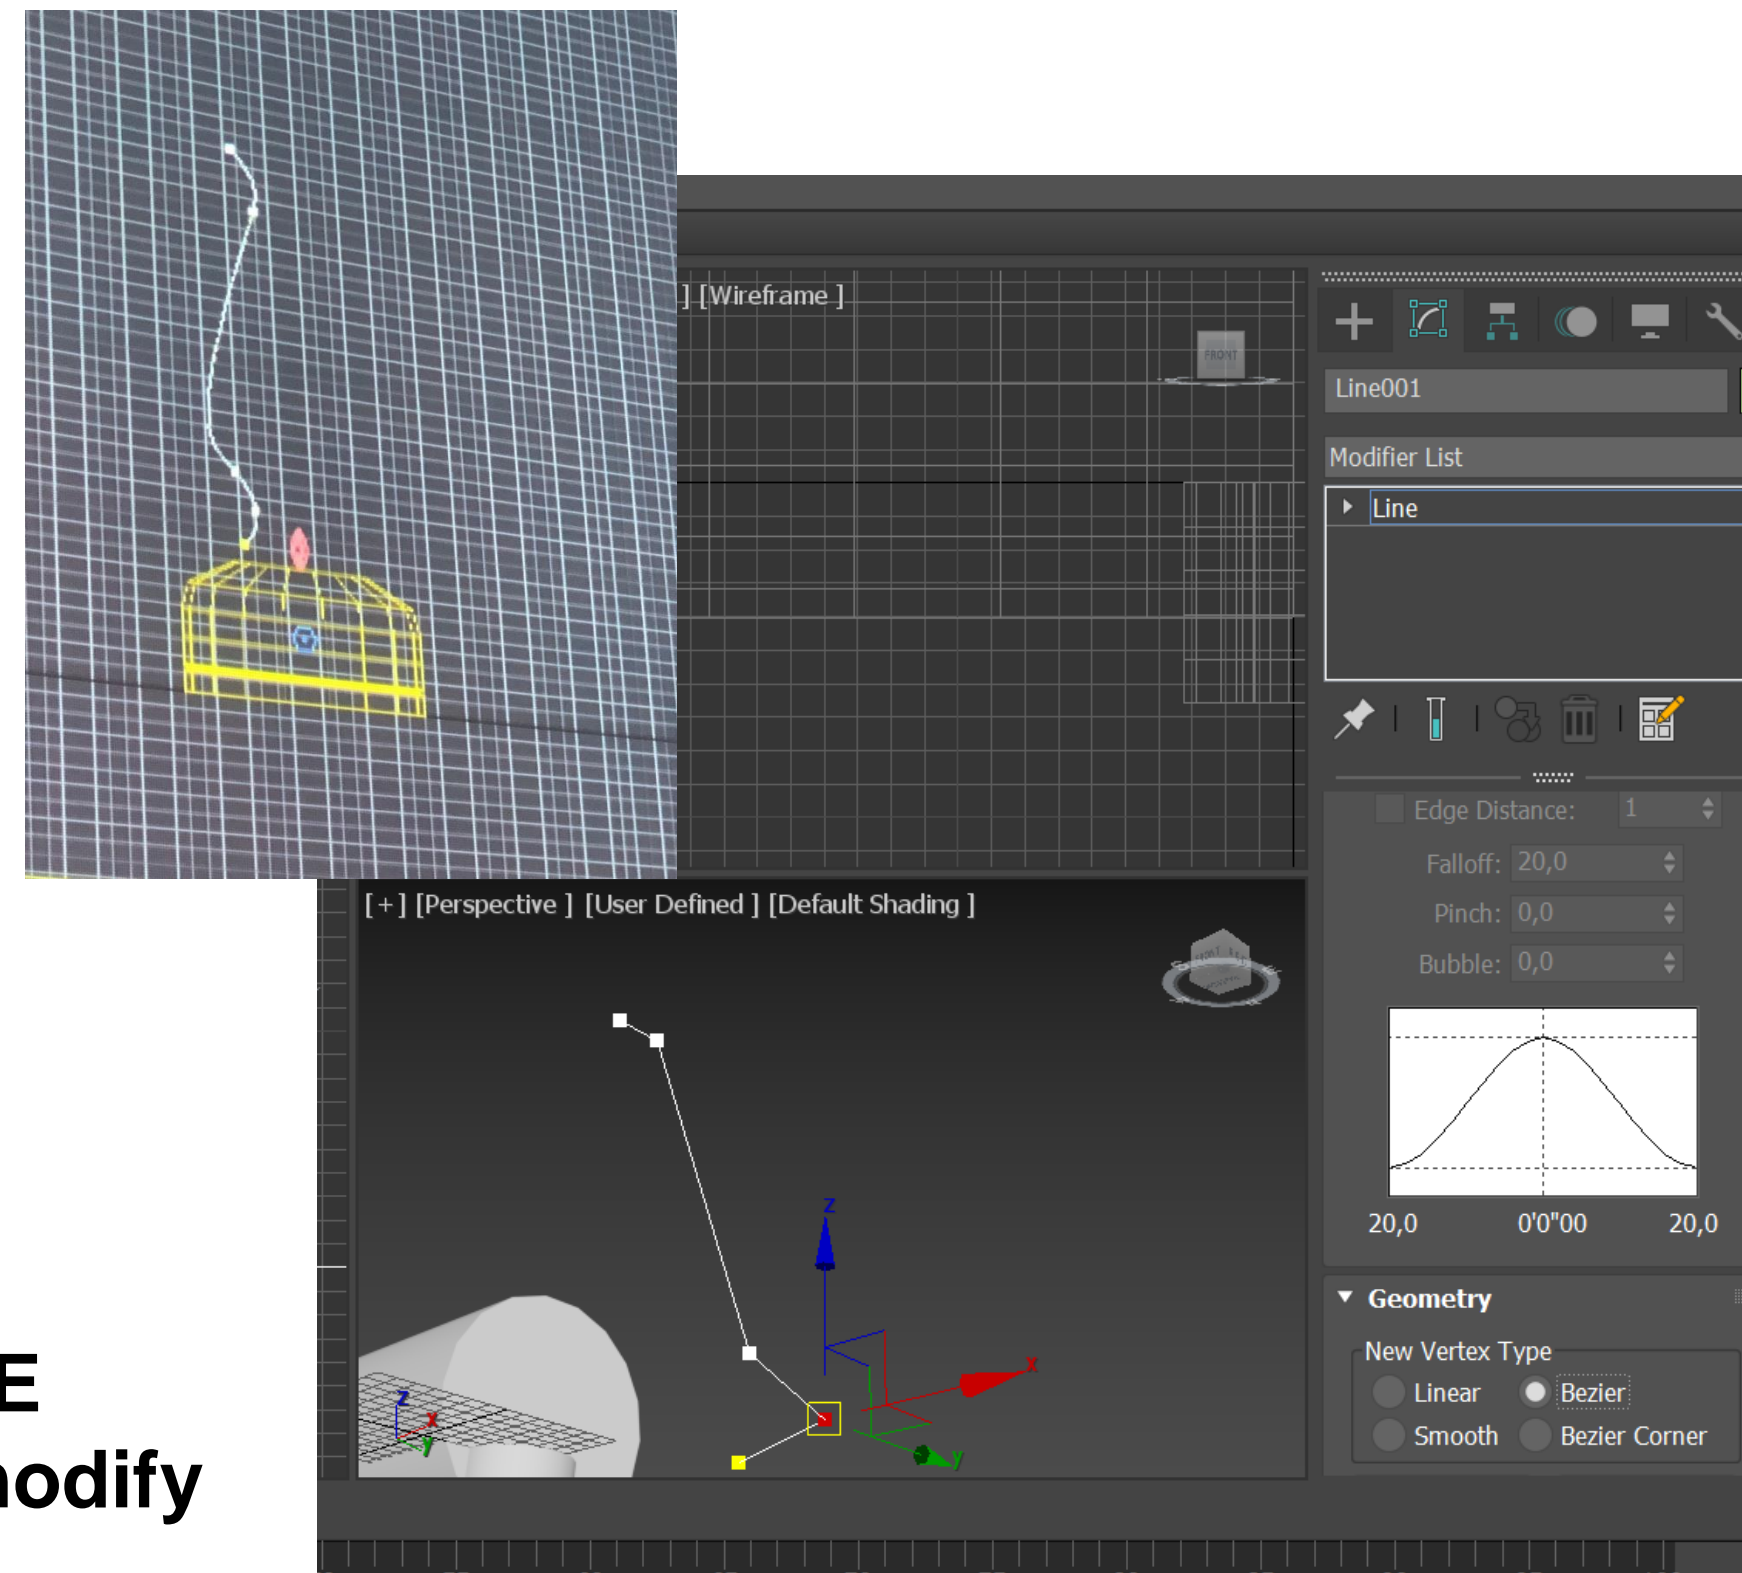 ] [Wireframe ]
FRONT
Line001
Modifier List
Line
Edge Distance: 1
Falloff: 20,0
Pinch: 0,0
Bubble: 0,0
20,0 0'0"00 20,0
Geometry
New Vertex Type
Linear Bezier
Smooth Bezier Corner
[+] [Perspective ] [User Defined ] [Default Shading ]
FRONT
z
x
y
z
x
y
E
odify